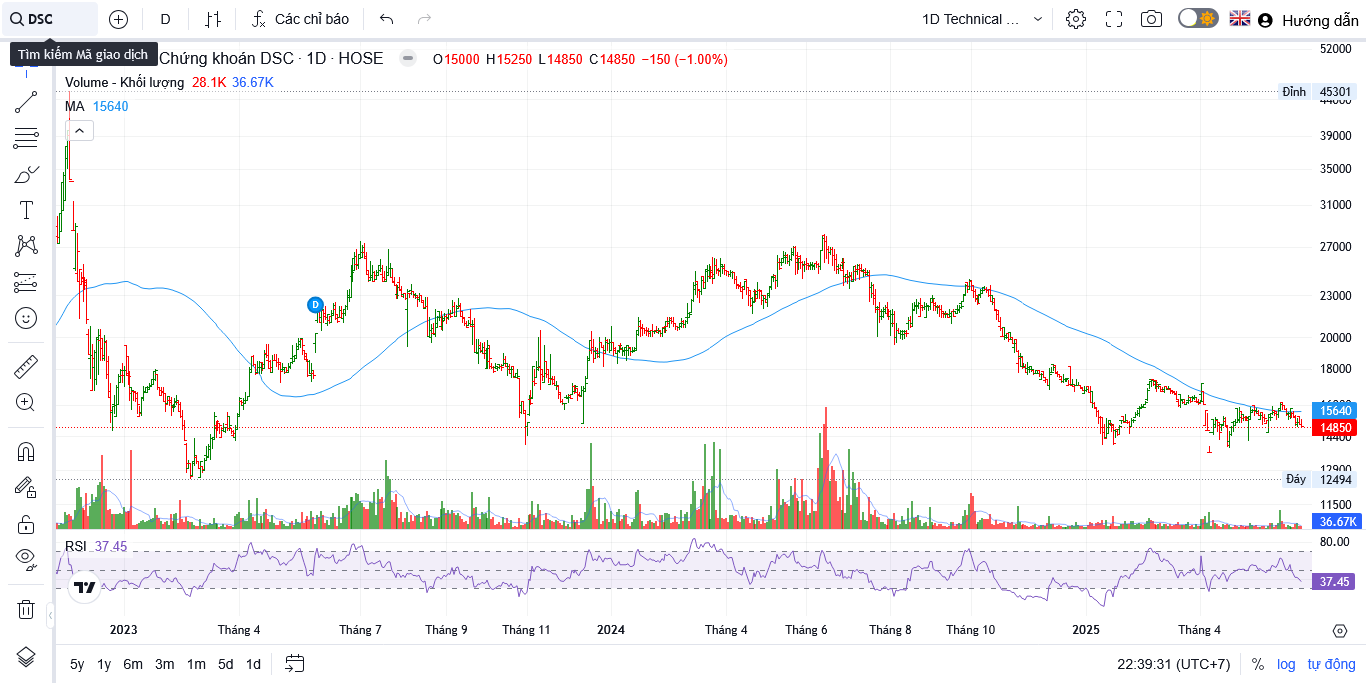 DSC
D
Các chỉ báo
1D Technical ...
Hướng dẫn
Tìm kiếm Mã giao dịch
Chứng khoán DSC · 1D · HOSE
O15000 H15250 L14850 C14850 −150 (−1.00%)
Volume - Khối lượng 28.1K 36.67K
MA 15640
52000
Đỉnh 45301
44000
39000
35000
31000
27000
23000
D
20000
18000
15640
14850
14400
12900
Đáy 12494
11500
36.67K
RSI 37.45
80.00
37.45
2023 Tháng 4 Tháng 7 Tháng 9 Tháng 11 2024 Tháng 4 Tháng 6 Tháng 8 Tháng 10 2025 Tháng 4
5y 1y 6m 3m 1m 5d 1d
22:39:31 (UTC+7) % log tự động